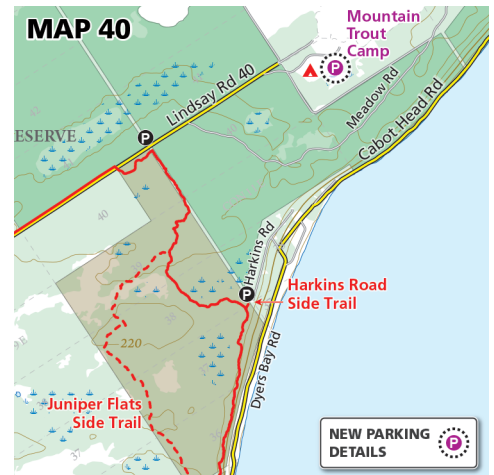 MAP 40
Mountain
Trout
Camp
P
Lindsay Rd 40
Meadow Rd
Cabot Head Rd
P
ESERVE
40
Harkins Rd
P
Harkins Road
Side Trail
220
Dyers Bay Rd
Juniper Flats
Side Trail
NEW PARKING
DETAILS
P